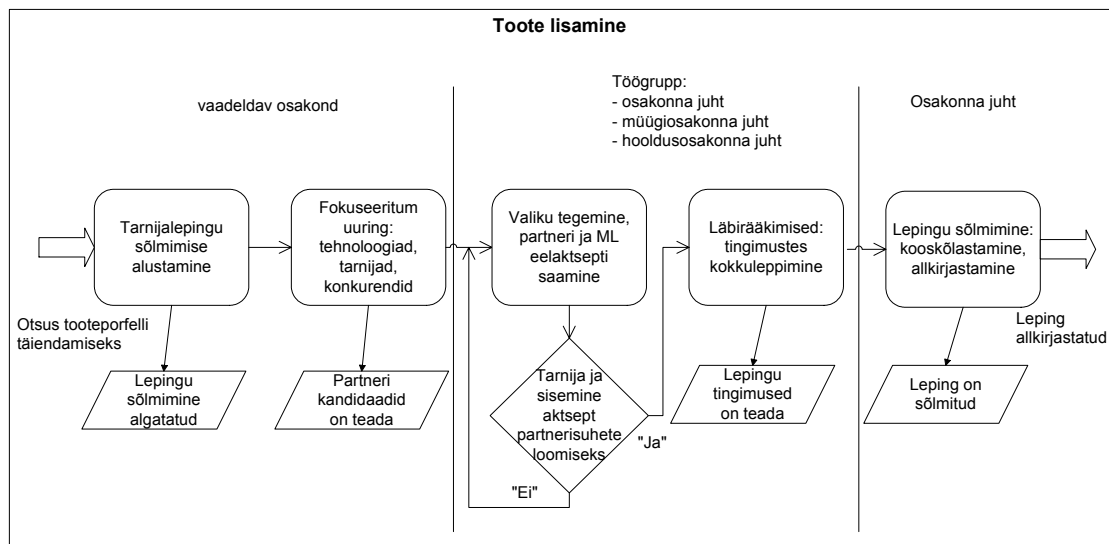 Toote lisamine
vaadeldav osakond
Töögrupp:
- osakonna juht
- müügiosakonna juht
- hooldusosakonna juht
Osakonna juht
Otsus tooteporfelli
täiendamiseks
Tarnijalepingu
sõlmimise
alustamine
Lepingu
sõlmimine
algatatud
Fokuseeritum
uuring:
tehnoloogiad,
tarnijad,
konkurendid
Partneri
kandidaadid
on teada
Valiku tegemine,
partneri ja ML
eelaktsepti
saamine
Tarnija ja
sisemine
aktsept
partnerisuhete
loomiseks
"Ja"
"Ei"
Läbirääkimised:
tingimustes
kokkuleppimine
Lepingu
tingimused
on teada
Lepingu sõlmimine:
kooskõlastamine,
allkirjastamine
Leping on
sõlmitud
Leping
allkirjastatud